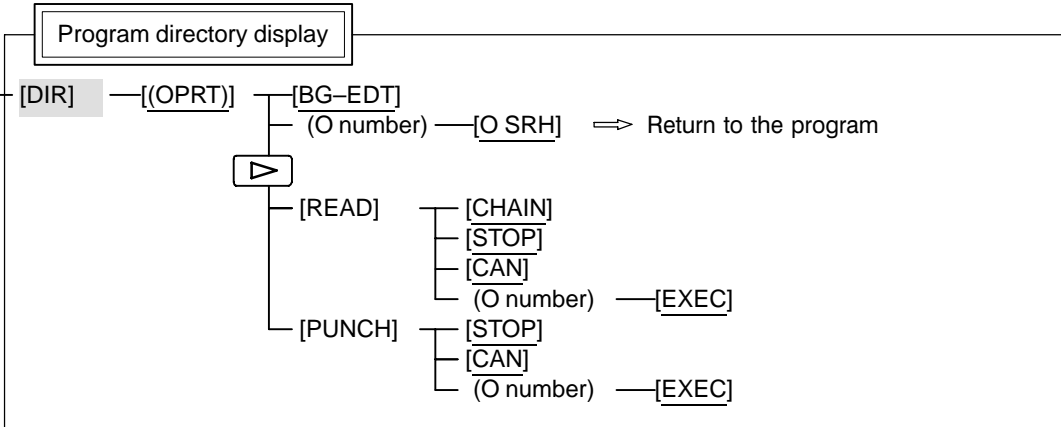 Program directory display
[DIR] [(OPRT)] [BG–EDT]
(O number) [O SRH] Return to the program
[READ] [CHAIN]
[STOP]
[CAN]
(O number) [EXEC]
[PUNCH] [STOP]
[CAN]
(O number) [EXEC]